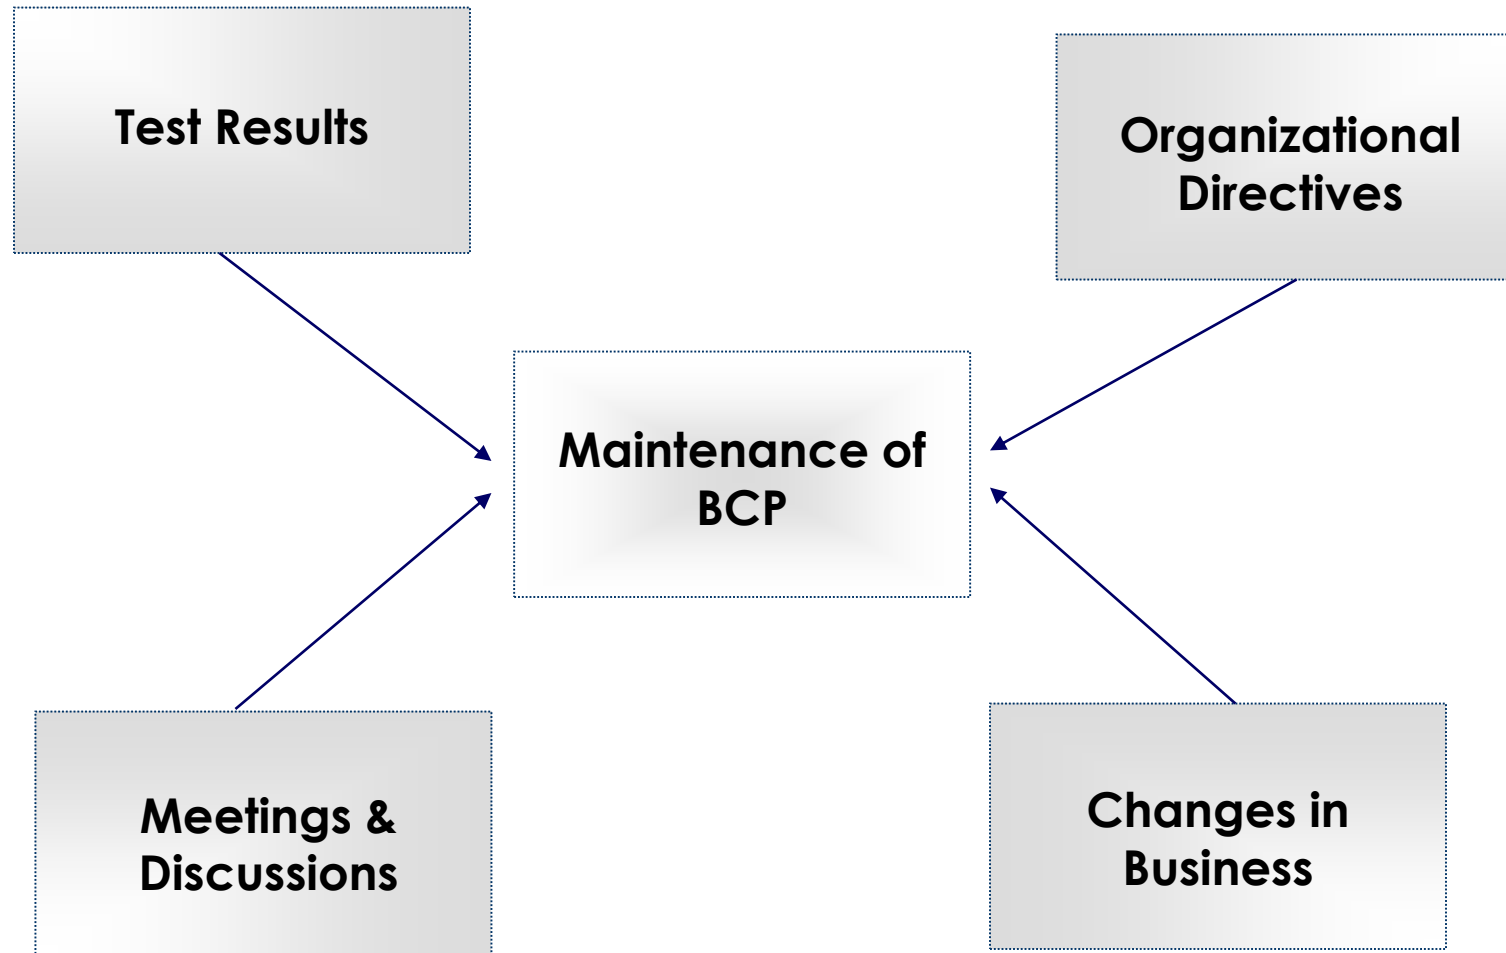 Test Results
Organizational
Directives
Maintenance of
BCP
Meetings &
Discussions
Changes in
Business